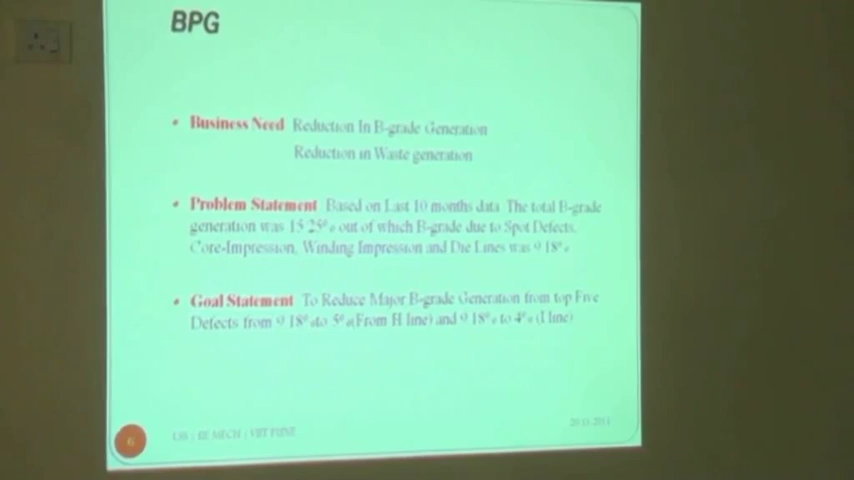 BPG
• Business Need Reduction In B-grade Generation
Reduction in Waste generation
• Problem Statement Based on Last 10 months data The total B-grade
generation was 15.25% out of which B-grade due to Spot Defects,
Core-Impression, Winding Impression and Die Lines was 9.18%
• Goal Statement To Reduce Major B-grade Generation from top Five
Defects from 9.18% to 5% (From H line) and 9.18% to 4% (I line)
6
BE MECH